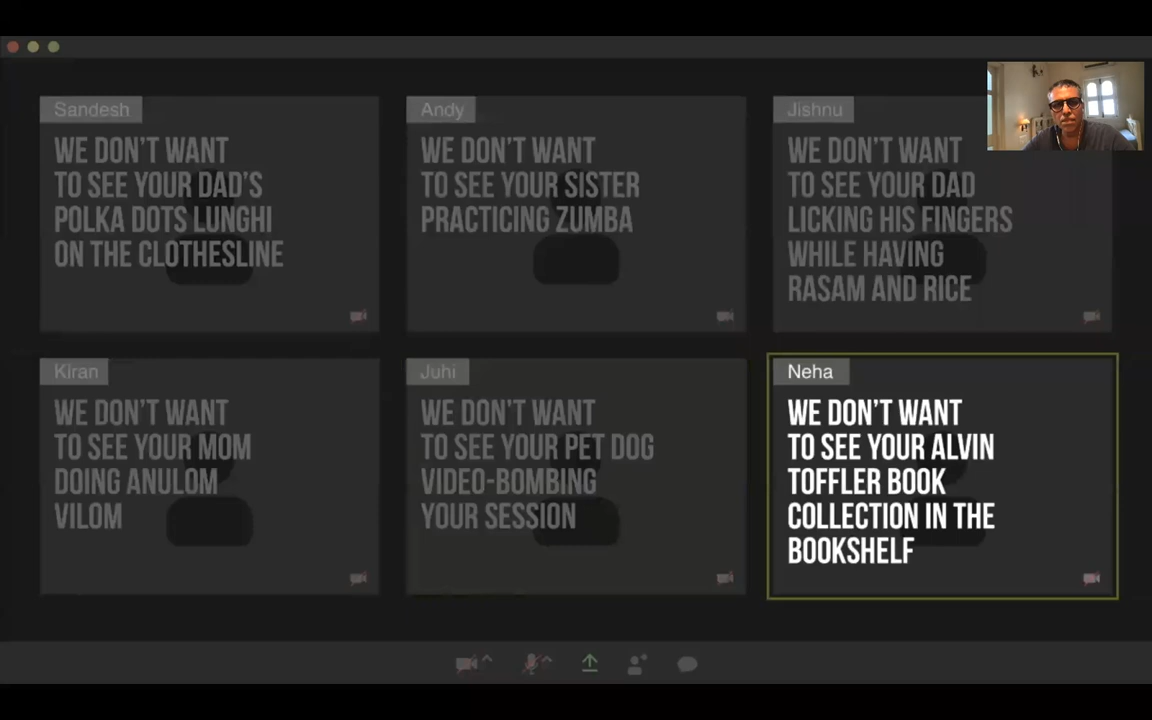 Sandesh
WE DON'T WANT
TO SEE YOUR DAD'S
POLKA DOTS LUNGHI
ON THE CLOTHESLINE
Andy
WE DON'T WANT
TO SEE YOUR SISTER
PRACTICING ZUMBA
Jishnu
WE DON'T WANT
TO SEE YOUR DAD
LICKING HIS FINGERS
WHILE HAVING
RASAM AND RICE
Kiran
WE DON'T WANT
TO SEE YOUR MOM
DOING ANULOM
VILOM
Juhi
WE DON'T WANT
TO SEE YOUR PET DOG
VIDEO-BOMBING
YOUR SESSION
Neha
WE DON'T WANT
TO SEE YOUR ALVIN
TOFFLER BOOK
COLLECTION IN THE
BOOKSHELF